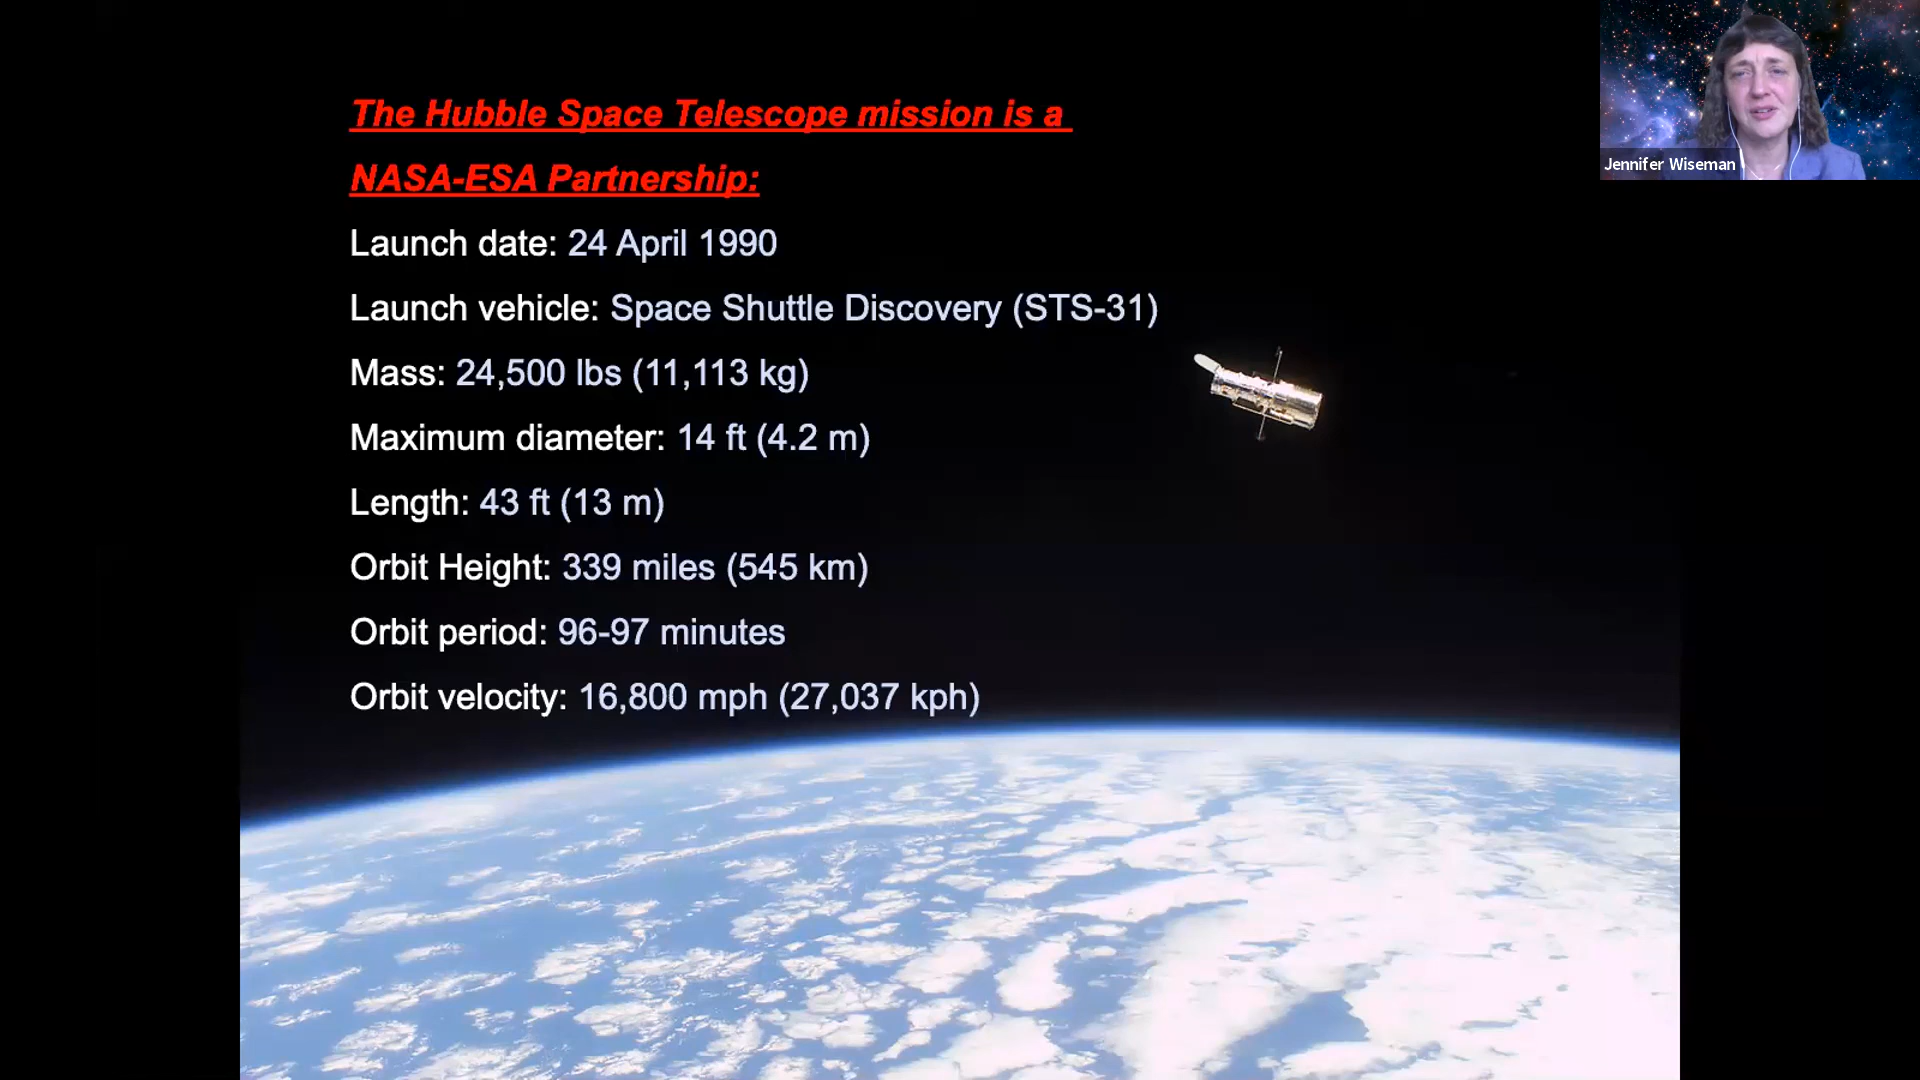 The Hubble Space Telescope mission is a
NASA-ESA Partnership:
Launch date: 24 April 1990
Launch vehicle: Space Shuttle Discovery (STS-31)
Mass: 24,500 lbs (11,113 kg)
Maximum diameter: 14 ft (4.2 m)
Length: 43 ft (13 m)
Orbit Height: 339 miles (545 km)
Orbit period: 96-97 minutes
Orbit velocity: 16,800 mph (27,037 kph)
Jennifer Wiseman